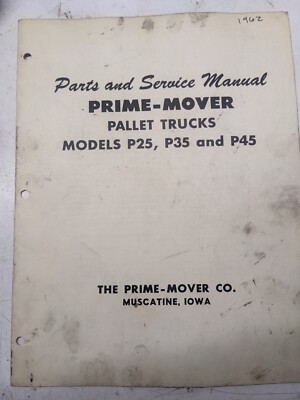 1962
Parts and Service Manual
PRIME-MOVER
PALLET TRUCKS
MODELS P25, P35 and P45
THE PRIME-MOVER CO.
MUSCATINE, IOWA